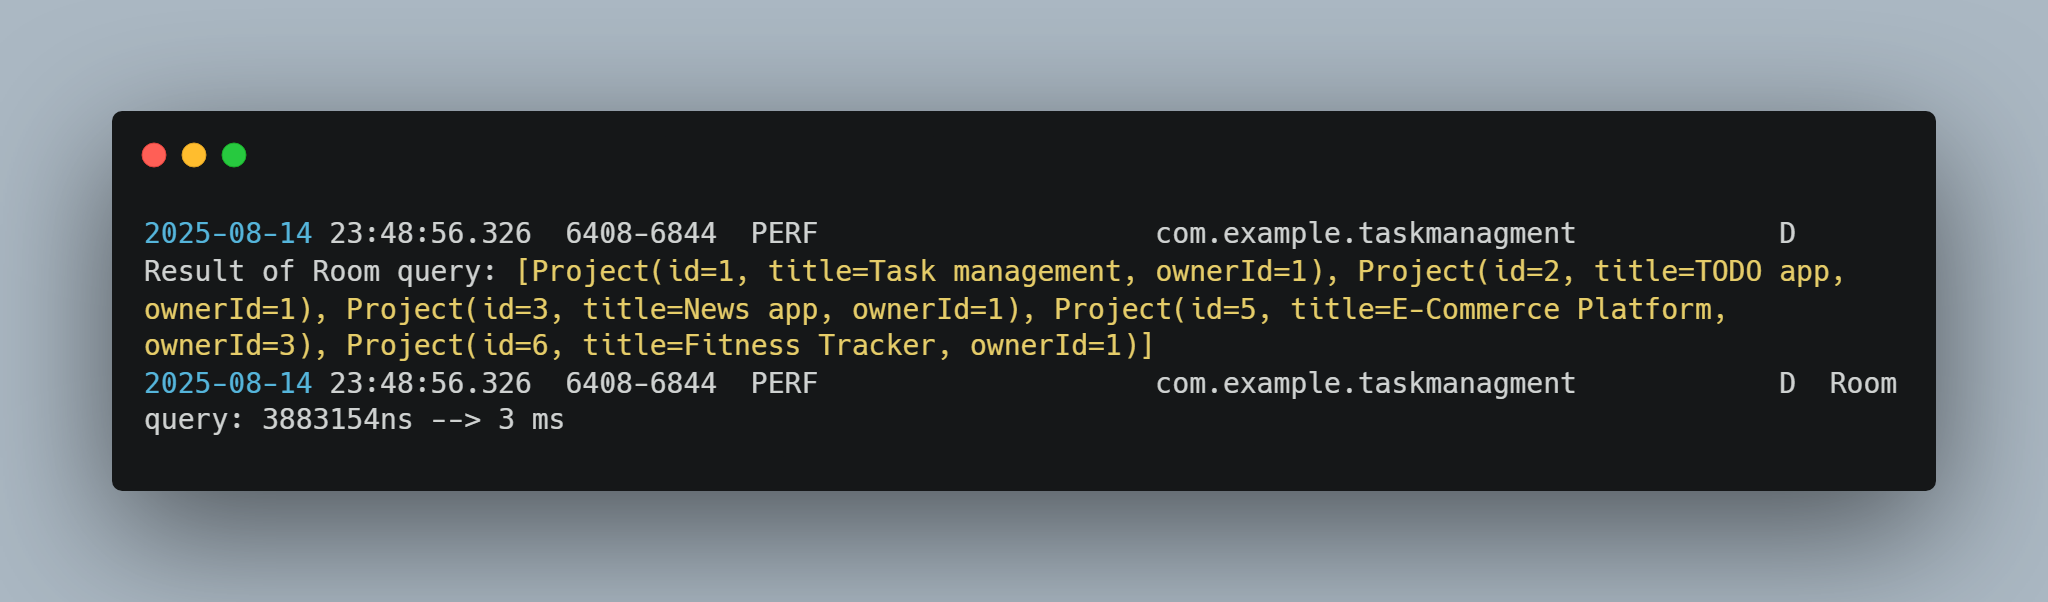 2025-08-14 23:48:56.326  6408-6844  PERF                    com.example.taskmanagment            D
Result of Room query: [Project(id=1, title=Task management, ownerId=1), Project(id=2, title=TODO app,
ownerId=1), Project(id=3, title=News app, ownerId=1), Project(id=5, title=E-Commerce Platform,
ownerId=3), Project(id=6, title=Fitness Tracker, ownerId=1)]
2025-08-14 23:48:56.326  6408-6844  PERF                    com.example.taskmanagment            D  Room
query: 3883154ns --> 3 ms